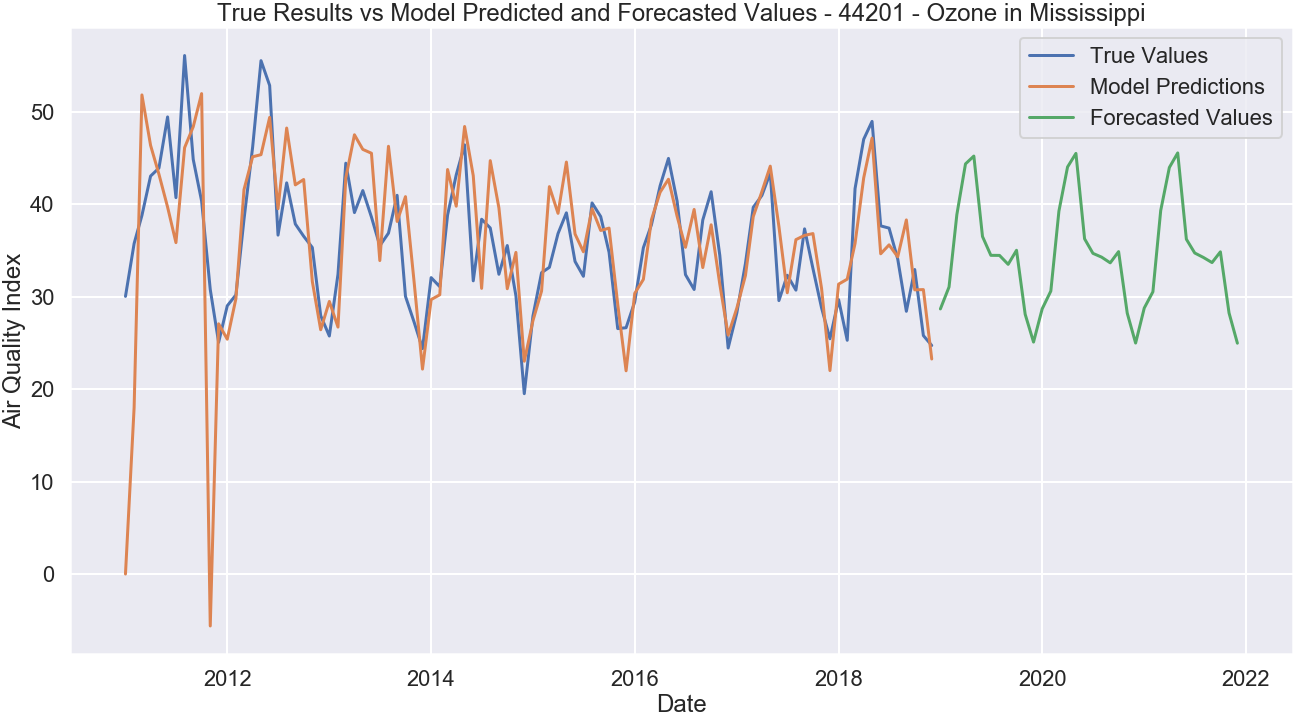 True Results vs Model Predicted and Forecasted Values - 44201 - Ozone in Mississippi
True Values
Model Predictions
Forecasted Values
Air Quality Index
50
40
30
20
10
0
2012 2014 2016 2018 2020 2022
Date